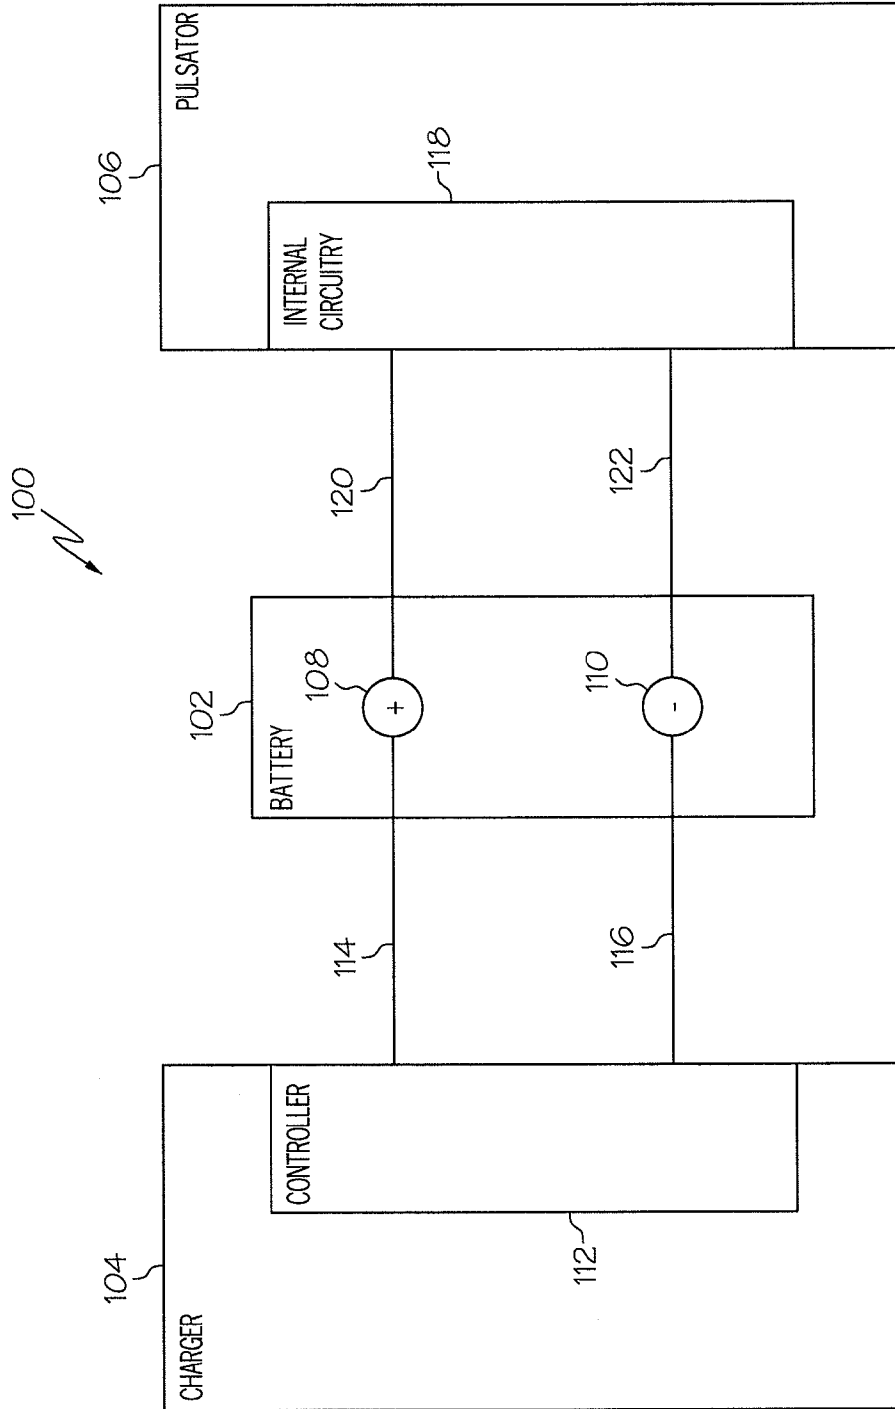 100
104
CHARGER
CONTROLLER
112
114
116
102
BATTERY
108
+
110
-
120
122
106
PULSATOR
INTERNAL
CIRCUITRY
118